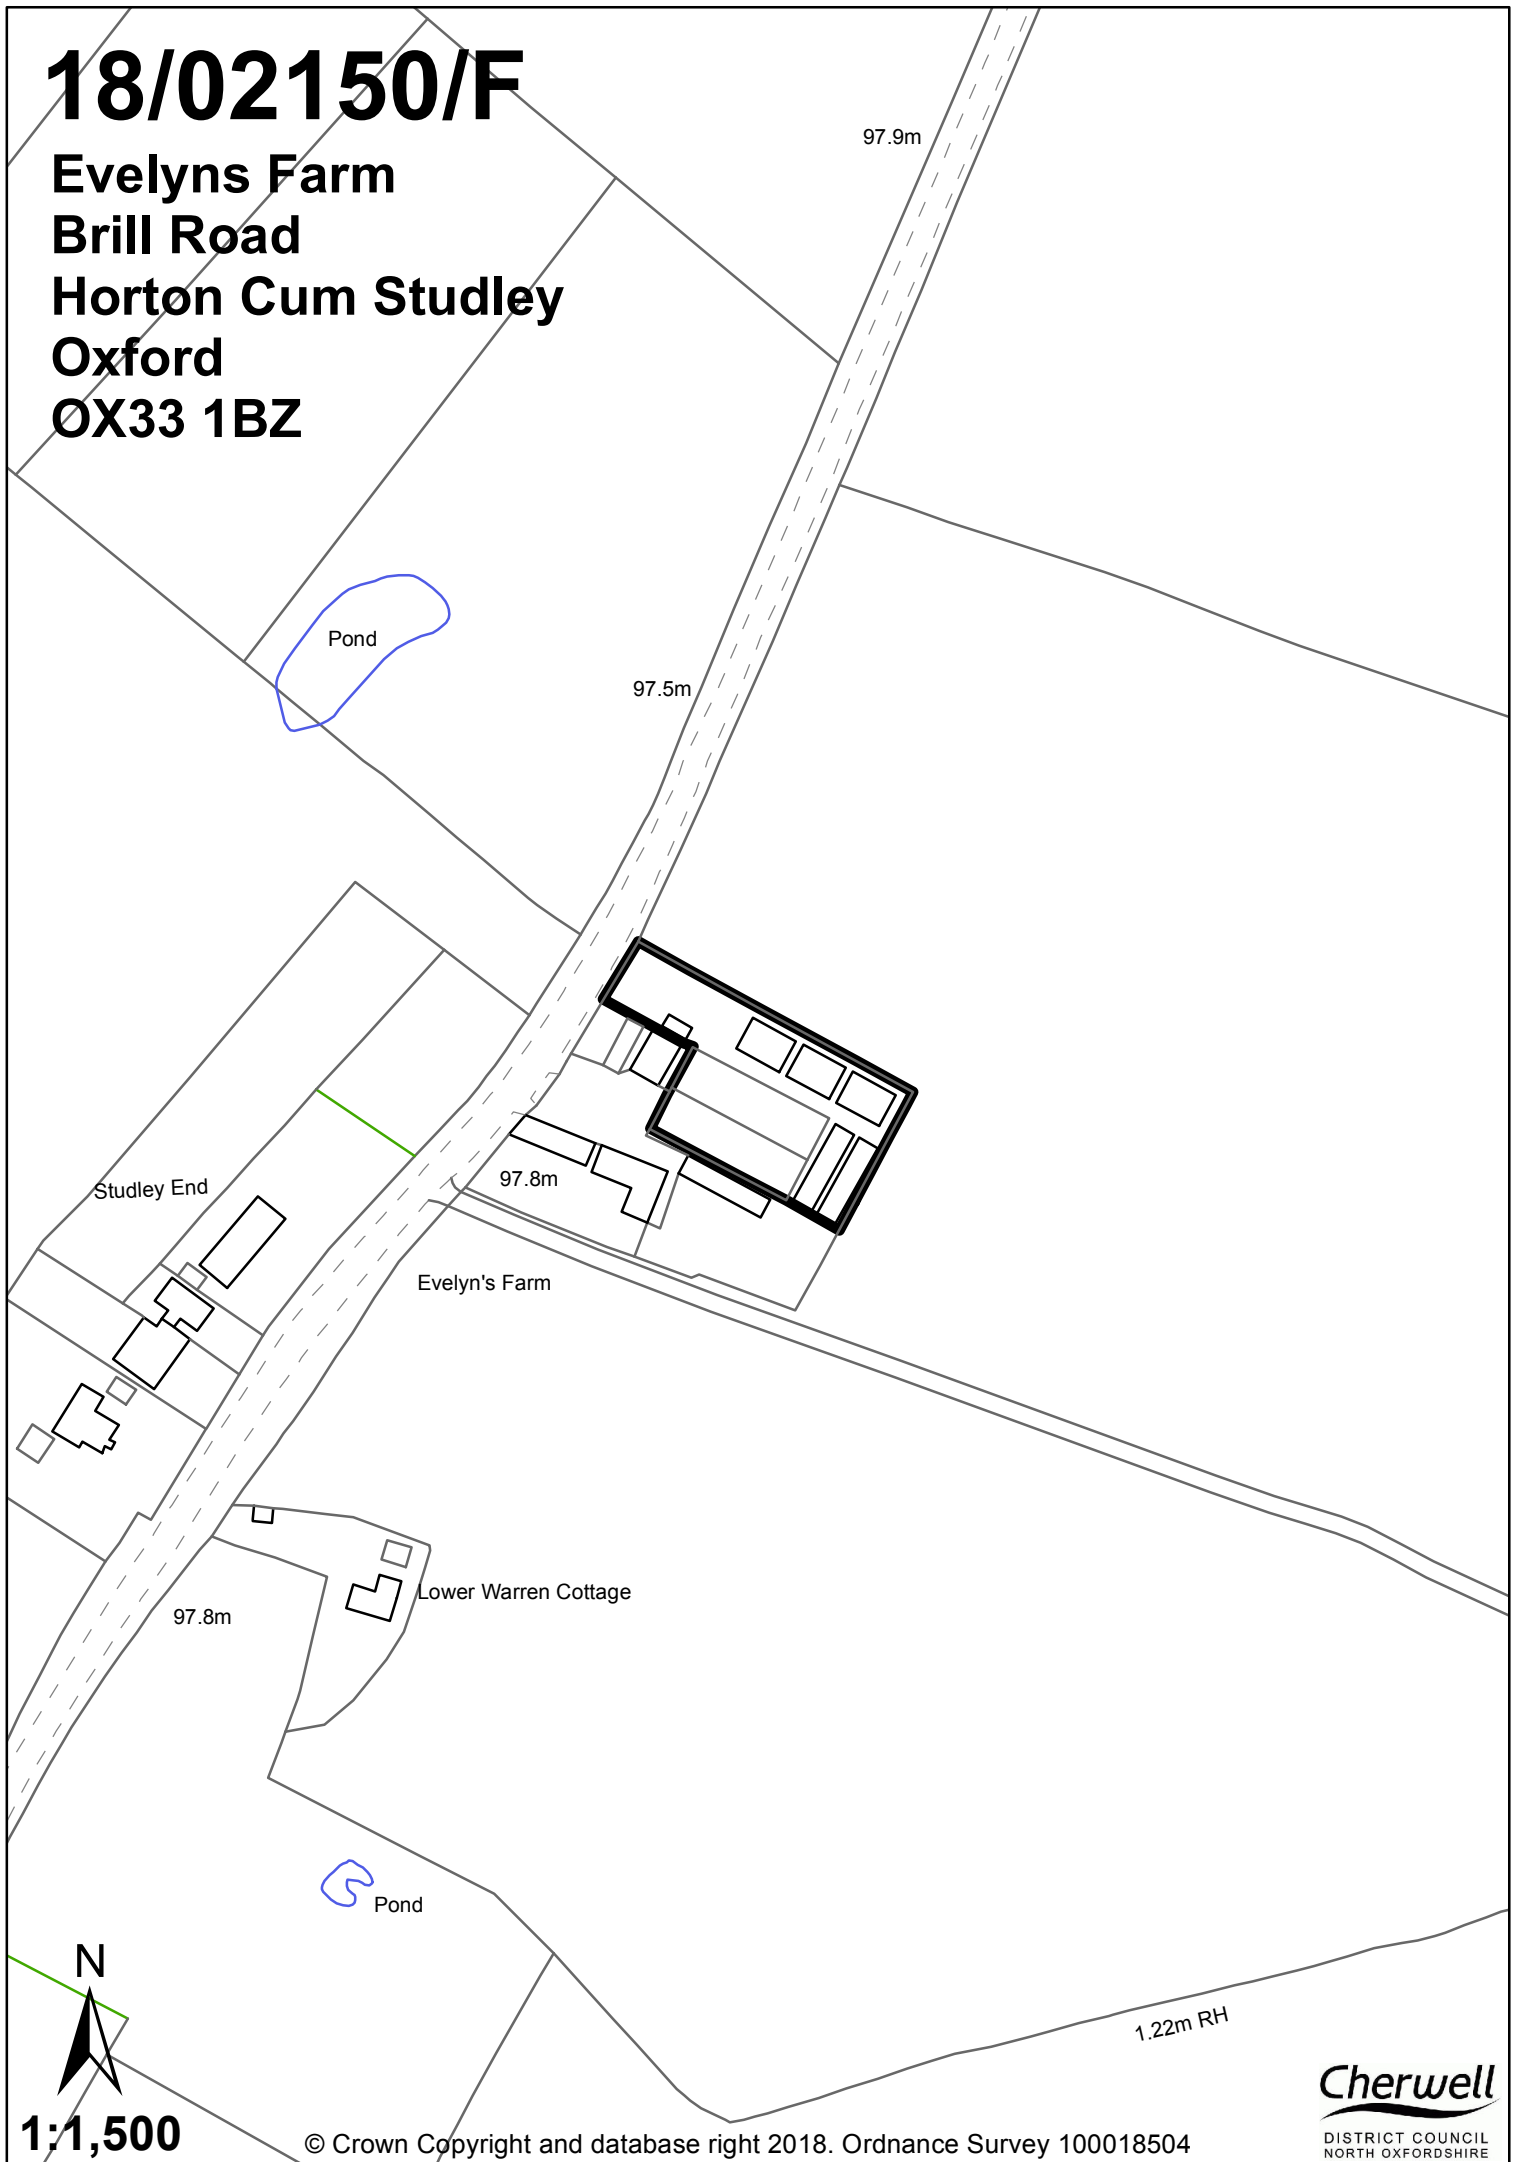 18/02150/F
Evelyns Farm
Brill Road
Horton Cum Studley
Oxford
OX33 1BZ
97.9m
Pond
97.5m
97.8m
Studley End
Evelyn's Farm
Lower Warren Cottage
97.8m
Pond
N
1.22m RH
1:1,500
© Crown Copyright and database right 2018. Ordnance Survey 100018504
Cherwell
DISTRICT COUNCIL
NORTH OXFORDSHIRE